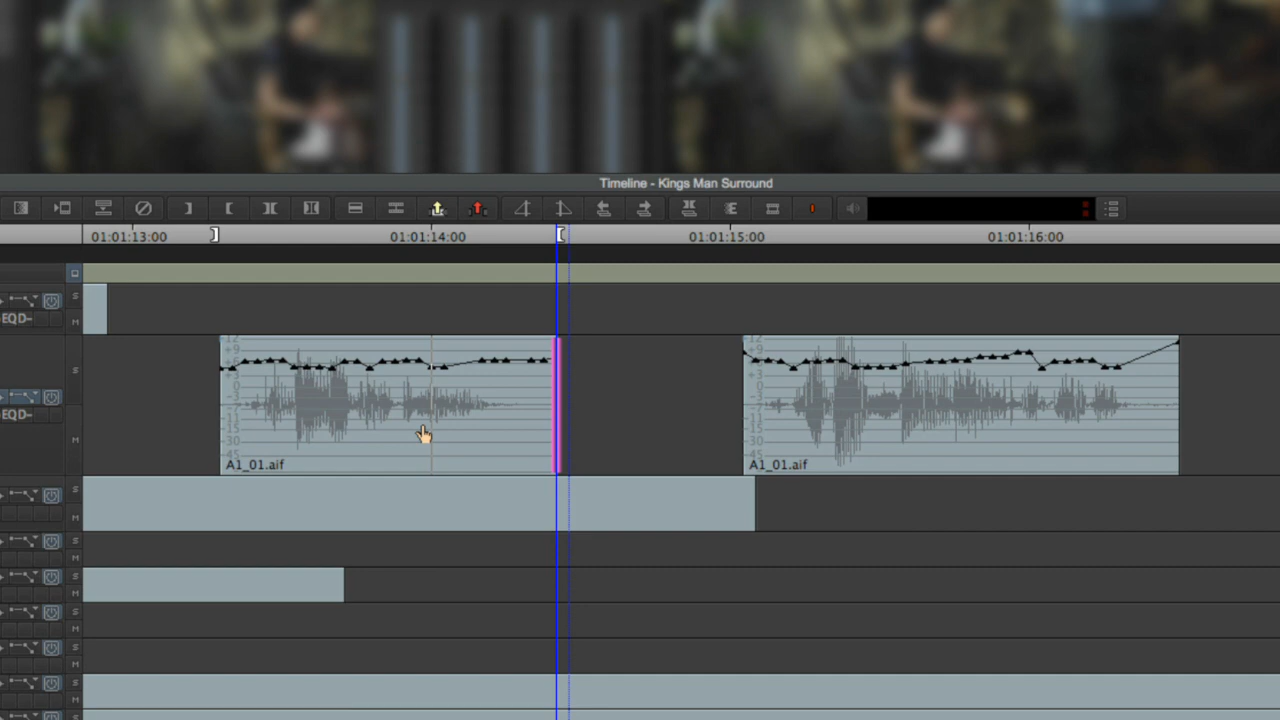 Timeline - Kings Man Surround
01:01:13:00 01:01:14:00 01:01:15:00 01:01:16:00
S
EQD- M
S
EQD-
M
A1_01.aif A1_01.aif
S
M
S
M
S
M
S
M
S
M
S
M
S